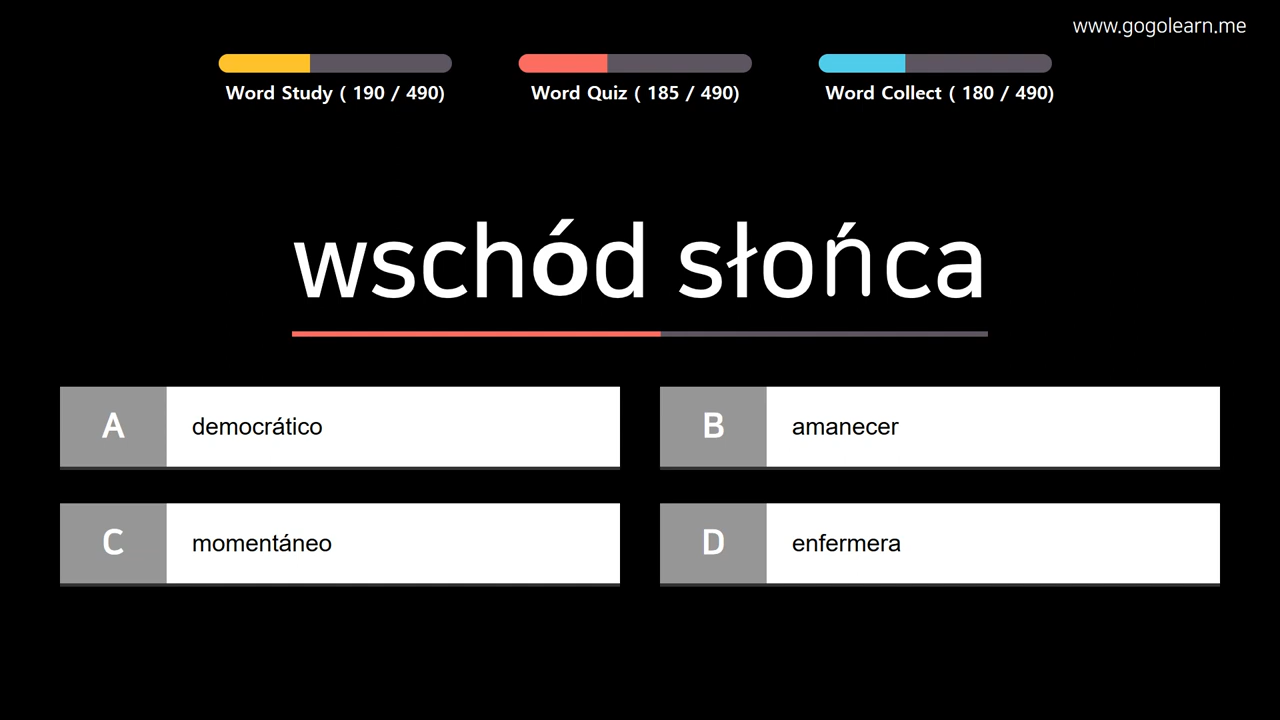 www.gogolearn.me
Word Study ( 190 / 490)
Word Quiz ( 185 / 490)
Word Collect ( 180 / 490)
wschód słońca
A democrático
B amanecer
C momentáneo
D enfermera